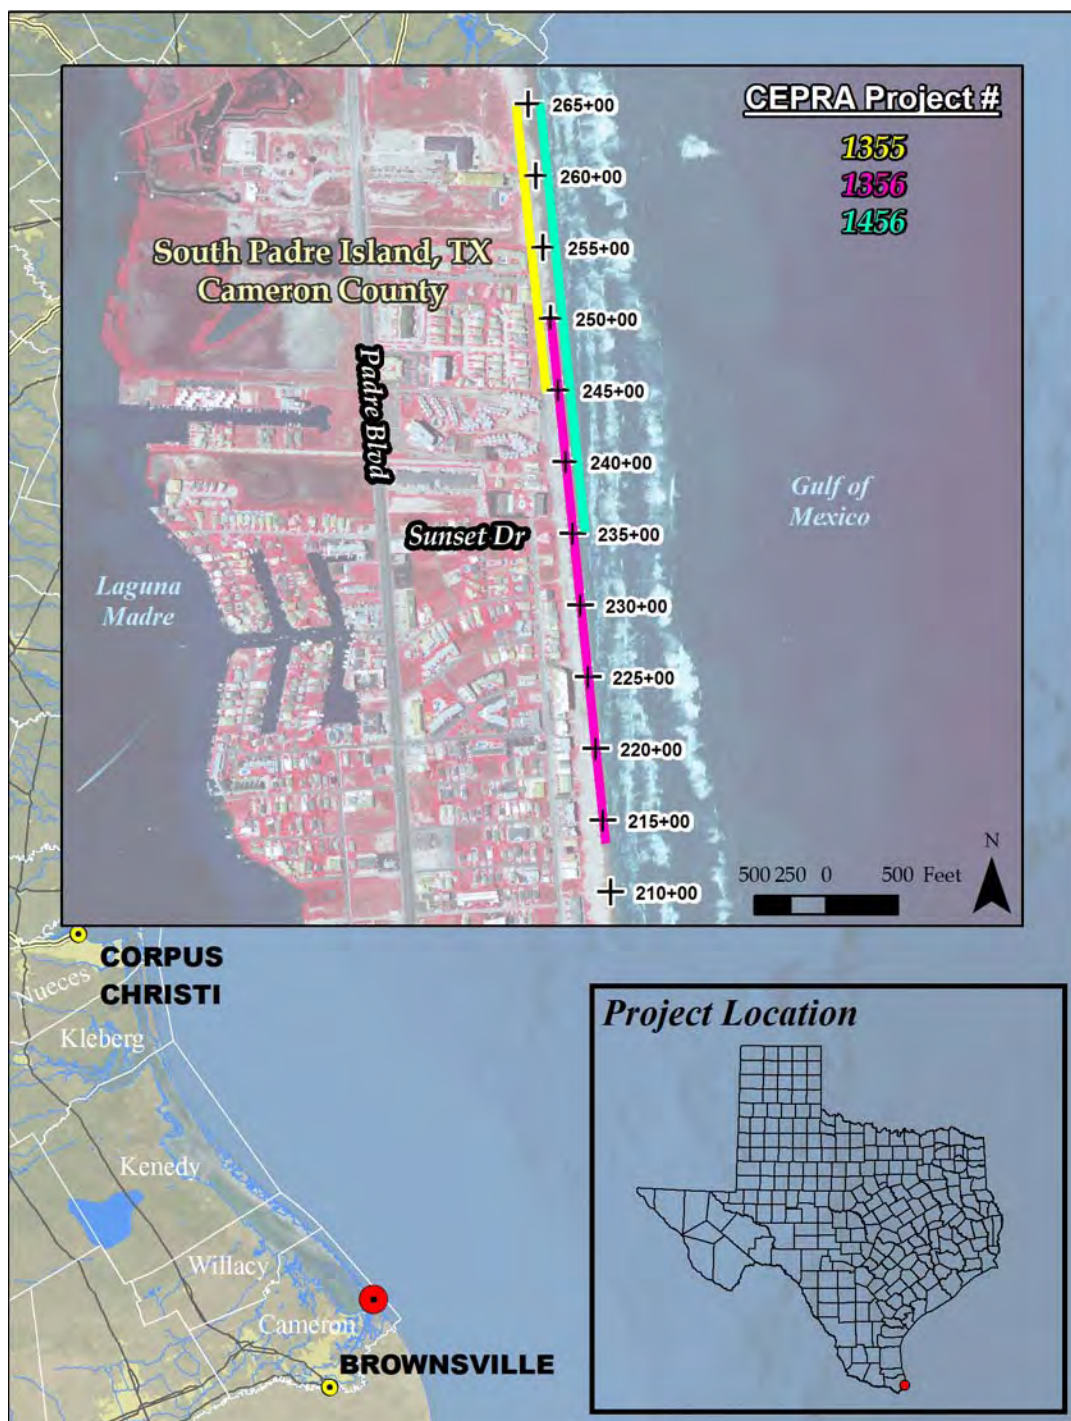 CEPRA Project #
1355
1356
1456
265+00
260+00
255+00
250+00
245+00
240+00
235+00
230+00
225+00
220+00
215+00
210+00
South Padre Island, TX
Cameron County
Padre Blvd
Sunset Dr
Gulf of
Mexico
Laguna
Madre
N
500 250 0 500 Feet
CORPUS
CHRISTI
Nueces
Kleberg
Kenedy
Willacy
Cameron
BROWNSVILLE
Project Location